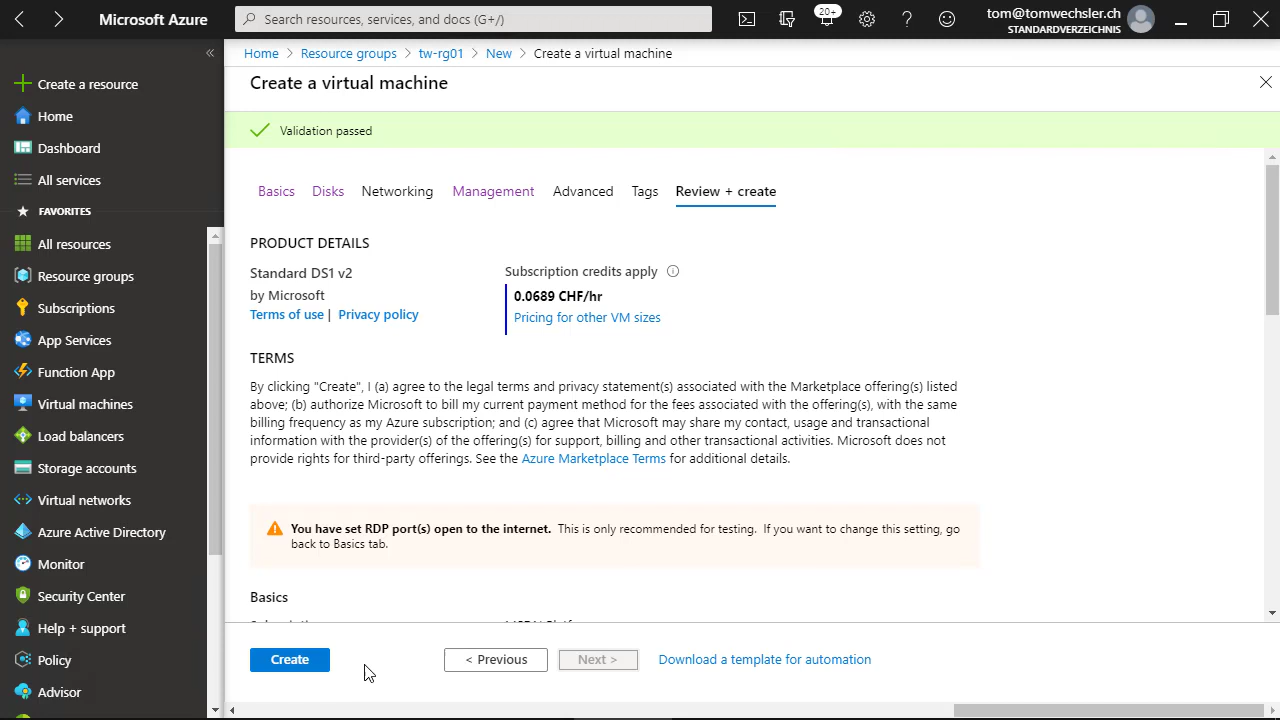 Microsoft Azure
Search resources, services, and docs (G+/)
20+
tom@tomwechsler.ch
STANDARDVERZEICHNIS
Create a resource
Home
Dashboard
All services
FAVORITES
All resources
Resource groups
Subscriptions
App Services
Function App
Virtual machines
Load balancers
Storage accounts
Virtual networks
Azure Active Directory
Monitor
Security Center
Help + support
Policy
Advisor
Home > Resource groups > tw-rg01 > New > Create a virtual machine
Create a virtual machine
Validation passed
Basics Disks Networking Management Advanced Tags Review + create
PRODUCT DETAILS
Standard DS1 v2
by Microsoft
Terms of use | Privacy policy
Subscription credits apply
0.0689 CHF/hr
Pricing for other VM sizes
TERMS
By clicking "Create", I (a) agree to the legal terms and privacy statement(s) associated with the Marketplace offering(s) listed
above; (b) authorize Microsoft to bill my current payment method for the fees associated with the offering(s), with the same
billing frequency as my Azure subscription; and (c) agree that Microsoft may share my contact, usage and transactional
information with the provider(s) of the offering(s) for support, billing and other transactional activities. Microsoft does not
provide rights for third-party offerings. See the Azure Marketplace Terms for additional details.
You have set RDP port(s) open to the internet. This is only recommended for testing. If you want to change this setting, go
back to Basics tab.
Basics
Create
< Previous
Next >
Download a template for automation